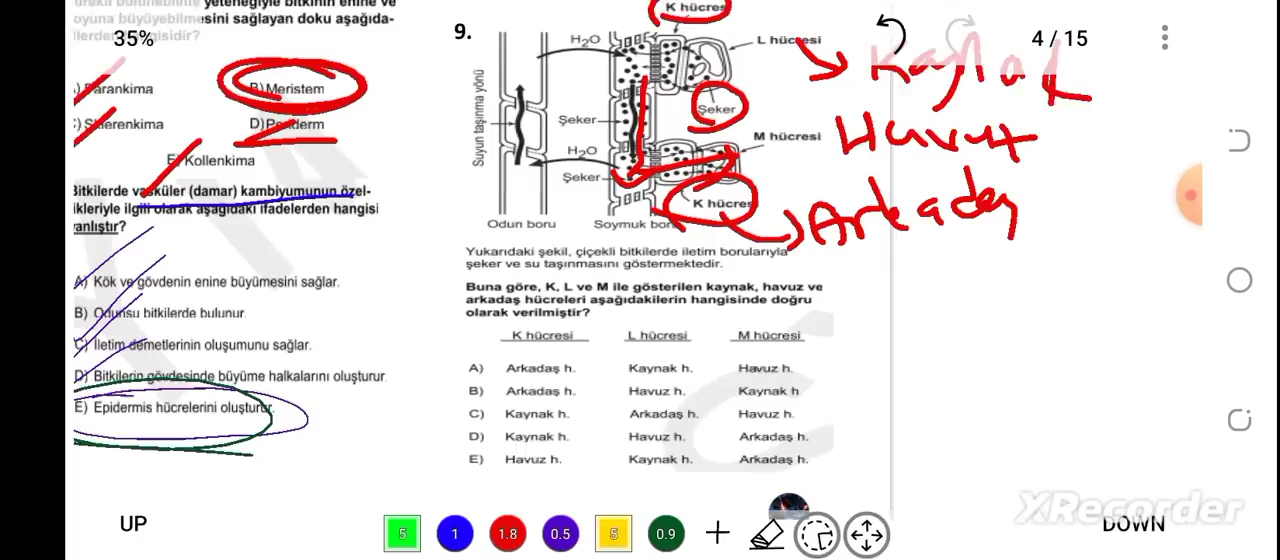 yeteneğiyle bitkinin enine ve
oyuna büyüyebilmesini sağlayan doku aşağıda-
ilerden hangisidir?
35%
A) Parankima
B) Meristem
C) Sklerenkima
D) Periderm
E) Kollenkima
Bitkilerde vasküler (damar) kambiyumunun özel-
likleriyle ilgili olarak aşağıdaki ifadelerden hangisi
yanlıştır?
A) Kök ve gövdenin enine büyümesini sağlar.
B) Odunsu bitkilerde bulunur.
C) İletim demetlerinin oluşumunu sağlar.
D) Bitkilerin gövdesinde büyüme halkalarını oluşturur.
E) Epidermis hücrelerini oluşturur.
9.
K hücres
H₂O
L hücresi
Şeker
Suyun taşınma yönü
Şeker
M hücresi
H₂O
Şeker
K hücres
Odun boru
Soymuk boru
Kaynak
Havuz
Arkadaş
4 / 15
Yukarıdaki şekil, çiçekli bitkilerde iletim borularıyla
şeker ve su taşınmasını göstermektedir.
Buna göre, K, L ve M ile gösterilen kaynak, havuz ve
arkadaş hücreleri aşağıdakilerin hangisinde doğru
olarak verilmiştir?
K hücresi L hücresi M hücresi
A) Arkadaş h. Kaynak h. Havuz h.
B) Arkadaş h. Havuz h. Kaynak h
C) Kaynak h. Arkadaş h. Havuz h.
D) Kaynak h. Havuz h. Arkadaş h.
E) Havuz h. Kaynak h. Arkadaş h.
XRecorder
UP
5 1 1.8 0.5 5 0.9
DOWN